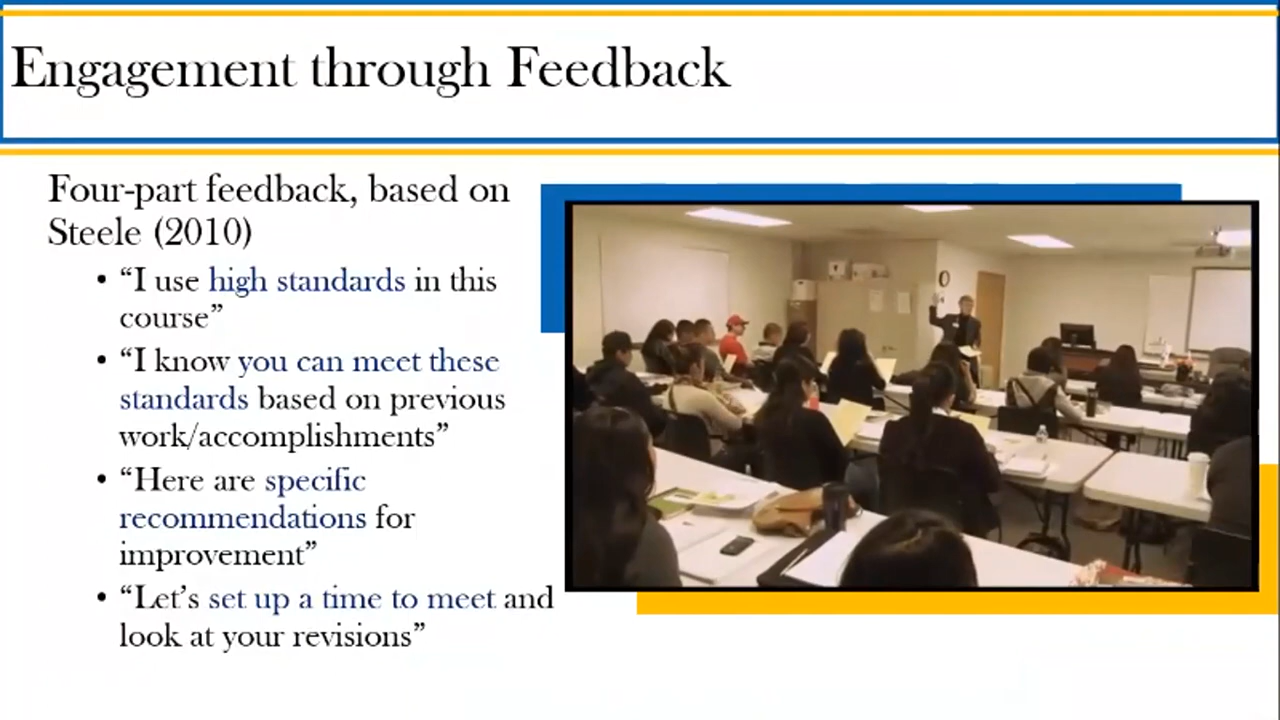 Engagement through Feedback
Four-part feedback, based on
Steele (2010)
• “I use high standards in this
course”
• “I know you can meet these
standards based on previous
work/accomplishments”
• “Here are specific
recommendations for
improvement”
• “Let’s set up a time to meet and
look at your revisions”